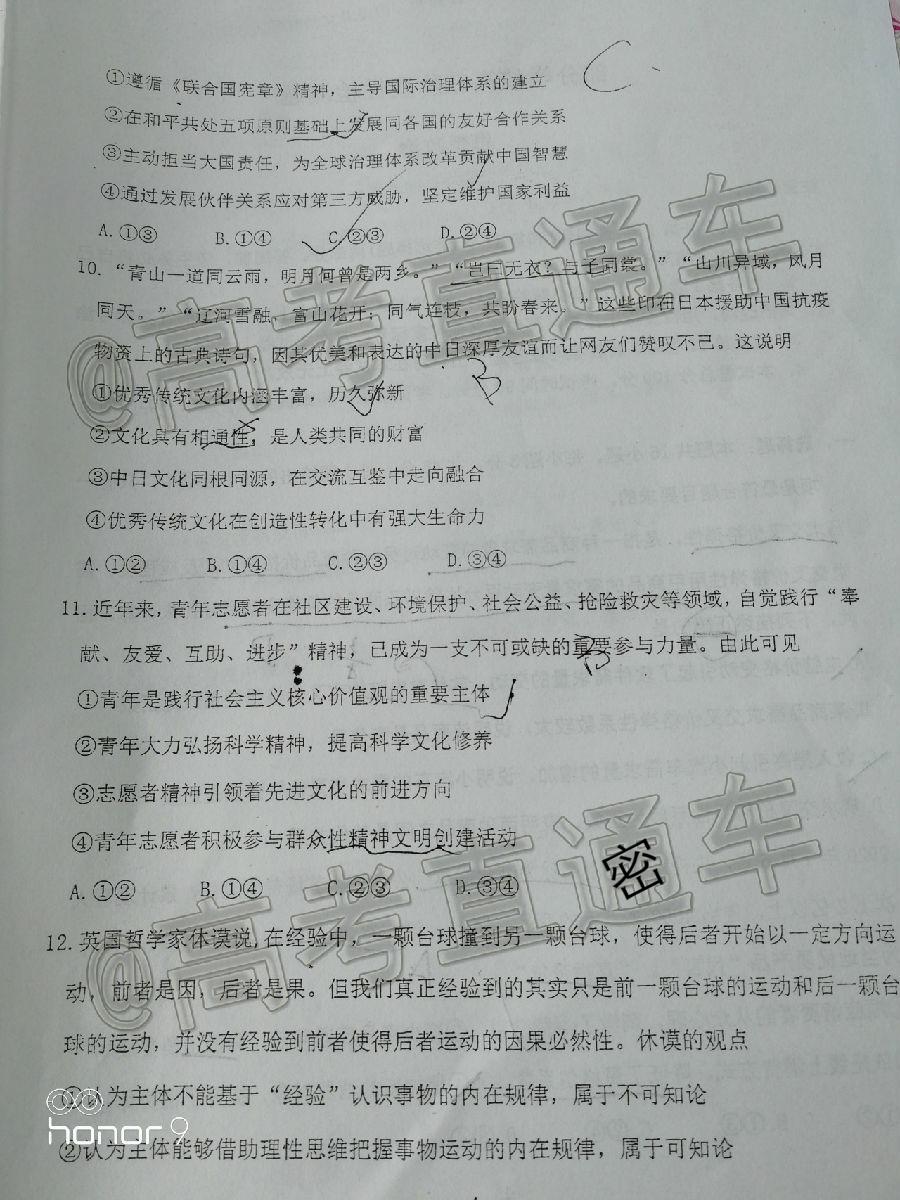 ①遵循《联合国宪章》精神，主导国际治理体系的建立
C.
②在和平共处五项原则基础上发展同各国的友好合作关系
③主动担当大国责任，为全球治理体系改革贡献中国智慧
④通过发展伙伴关系应对第三方威胁，坚定维护国家利益
A.①③ B.①④ C.②③ D.②④
10.“青山一道同云雨，明月何曾是两乡。”“岂曰无衣？与子同裳。”“山川异域，风月
同天。”“辽河雪融，富山花开；同气连枝，共盼春来。”这些印在日本援助中国抗疫
物资上的古典诗句，因其优美和表达的中日深厚友谊而让网友们赞叹不已。这说明
①优秀传统文化内涵丰富，历久弥新
B
②文化具有相通性，是人类共同的财富
③中日文化同根同源，在交流互鉴中走向融合
④优秀传统文化在创造性转化中有强大生命力
A.①② B.①④ C.②③ D.③④
11.近年来，青年志愿者在社区建设、环境保护、社会公益、抢险救灾等领域，自觉践行“奉
献、友爱、互助、进步”精神，已成为一支不可或缺的重要参与力量。由此可见
B
①青年是践行社会主义核心价值观的重要主体
②青年大力弘扬科学精神，提高科学文化修养
③志愿者精神引领着先进文化的前进方向
④青年志愿者积极参与群众性精神文明创建活动
A.①② B.①④ C.②③ D.③④
密
12.英国哲学家休谟说,在经验中，一颗台球撞到另一颗台球，使得后者开始以一定方向运
动，前者是因，后者是果。但我们真正经验到的其实只是前一颗台球的运动和后一颗台
球的运动，并没有经验到前者使得后者运动的因果必然性。休谟的观点
①认为主体不能基于“经验”认识事物的内在规律，属于不可知论
②认为主体能够借助理性思维把握事物运动的内在规律，属于可知论
@高考直通车
@高考直通车
honor 9